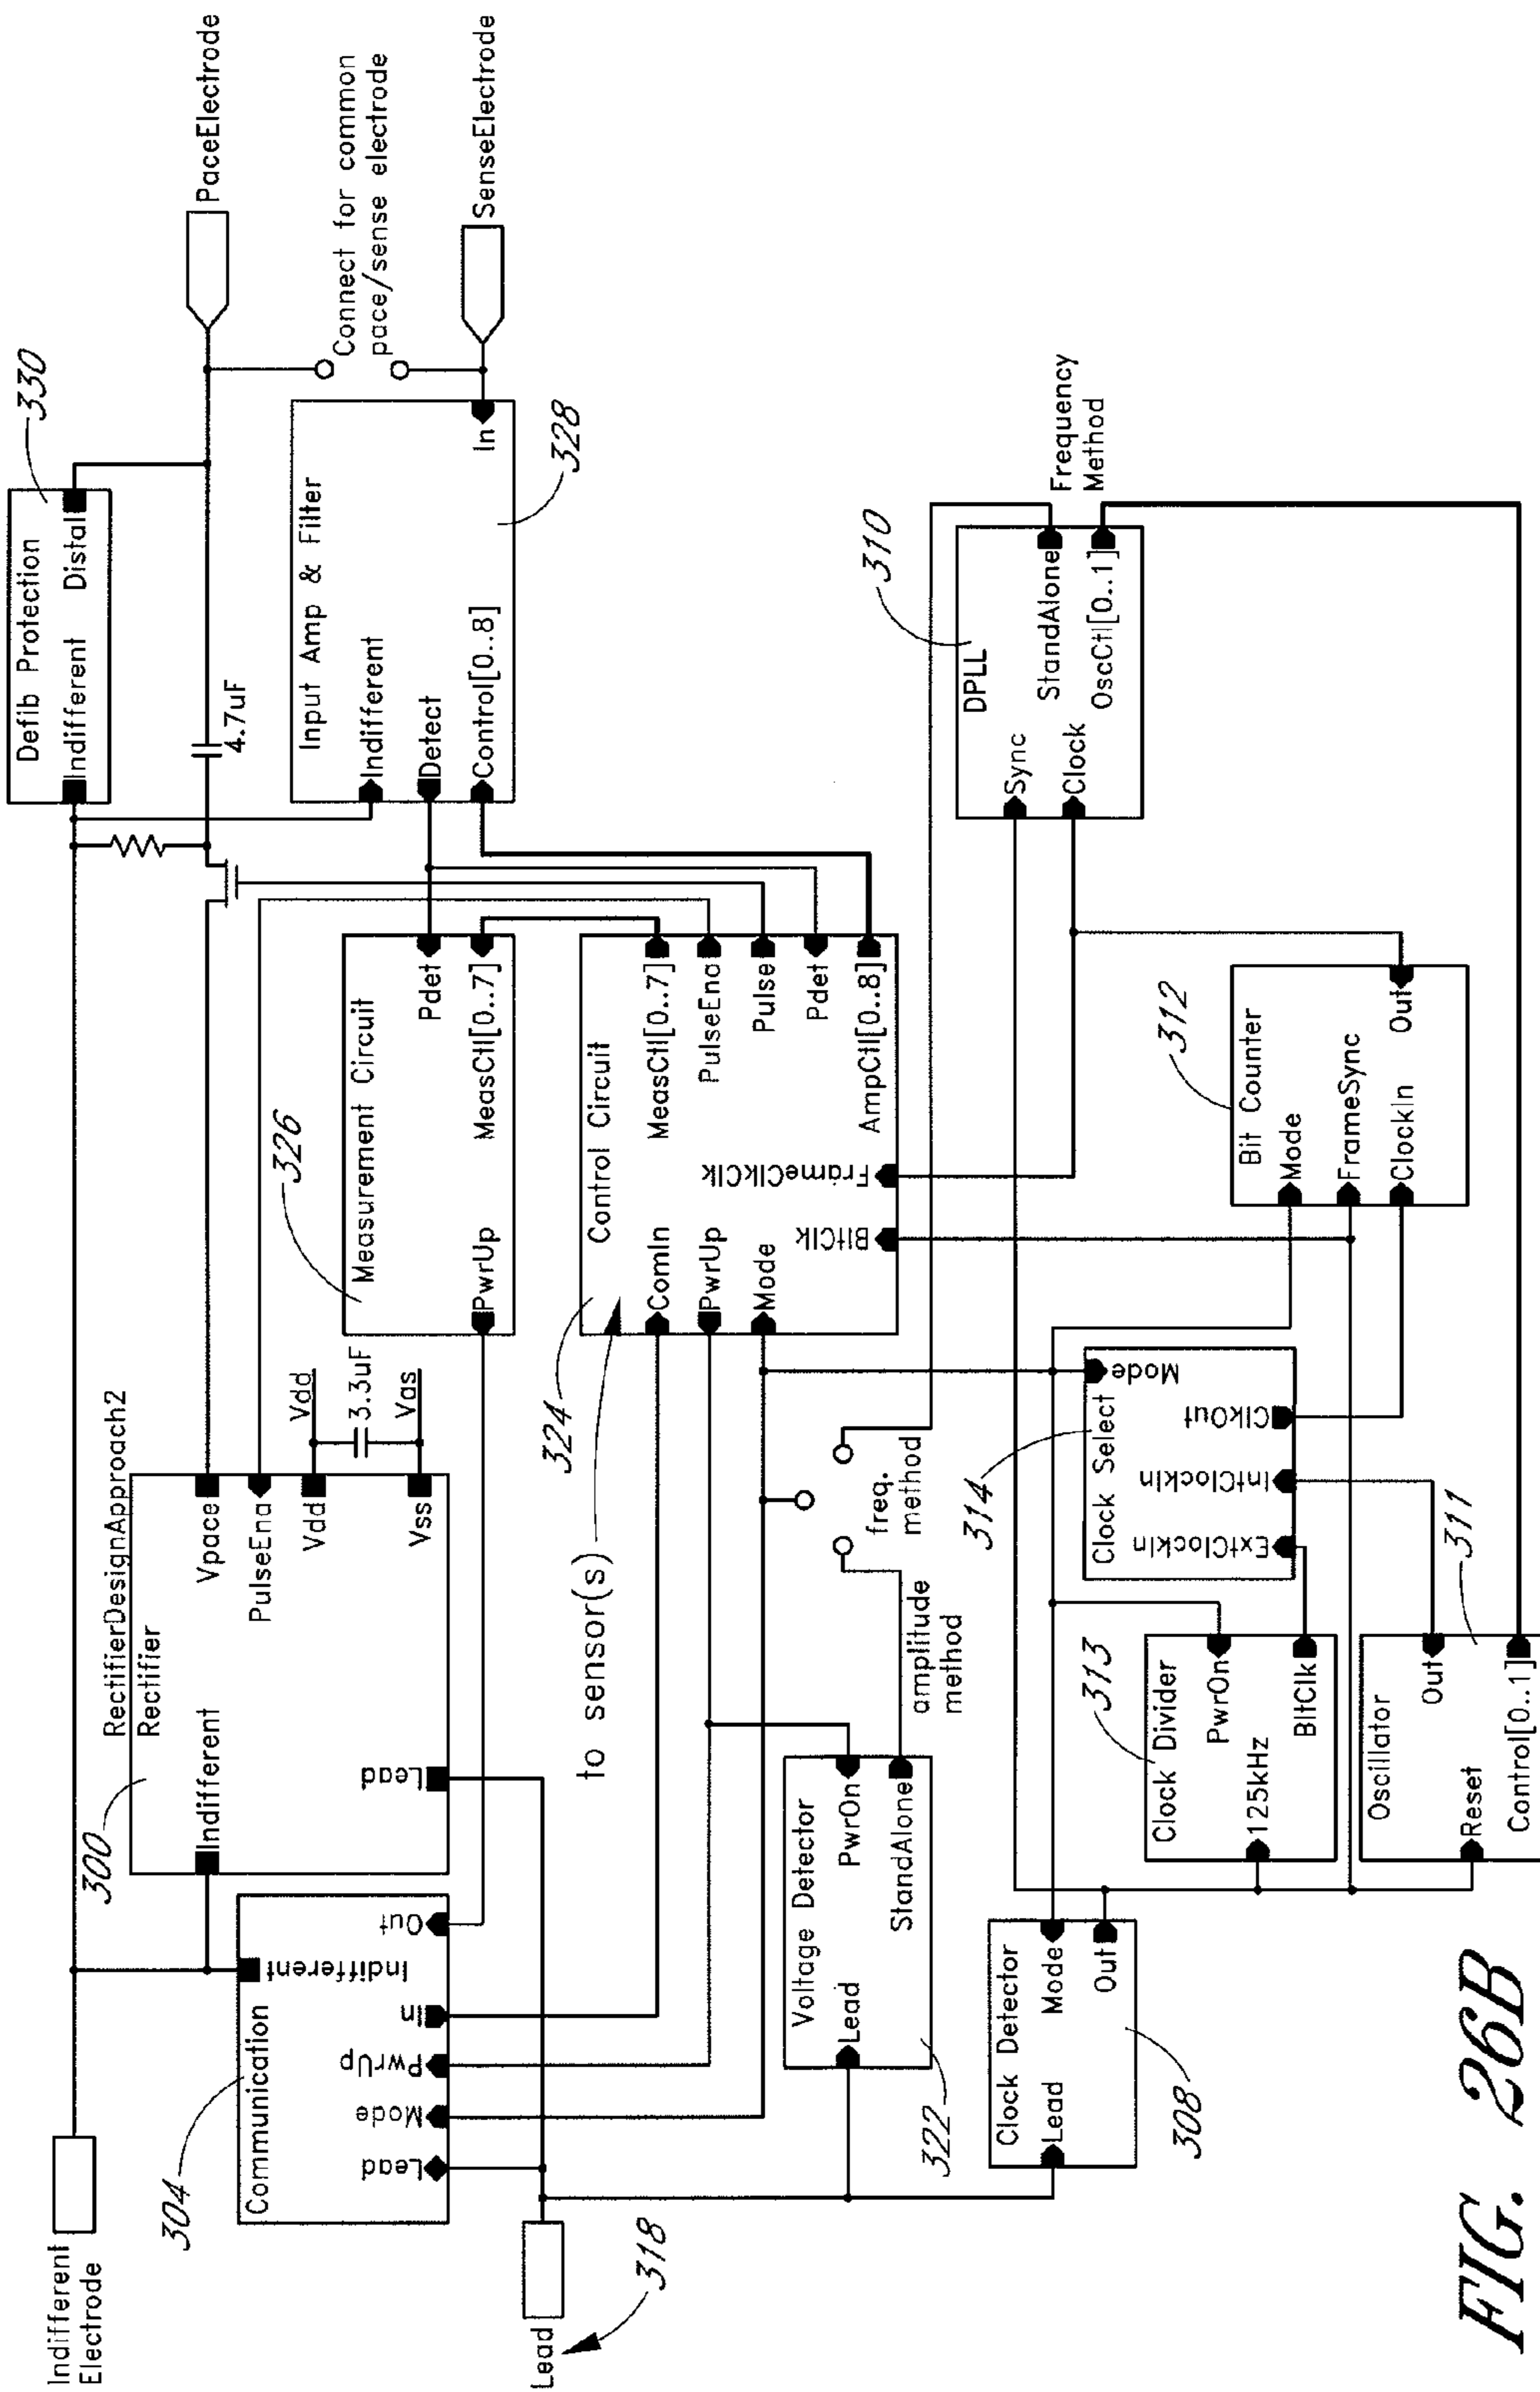 Indifferent
Electrode
304
Communication
Lead
Mode
PwrUp
In
Indifferent
Out
Lead
318
300
RectifierDesignApproach2
Rectifier
Indifferent
Lead
Vpace
PulseEna
Vdd
Vss
Vdd
3.3uF
Vas
330
Defib Protection
Indifferent
Distal
4.7uF
PaceElectrode
Connect for common
pace/sense electrode
SenseElectrode
Input Amp & Filter
Indifferent
Detect
Control[0..8]
In
328
326
Measurement Circuit
PwrUp
Pdet
MeasCtl[0..7]
to sensor(s)
324
Control Circuit
ComIn
PwrUp
Mode
MeasCtl[0..7]
PulseEna
Pulse
Pdet
AmpCtl[0..8]
BitClk
FrameClkClk
Voltage Detector
Lead
PwrOn
StandAlone
322
amplitude
method
freq.
method
Clock Detector
Lead
Mode
Out
308
313
Clock Divider
125kHz
PwrOn
BitClk
Oscillator
Reset
Out
Control[0..1]
311
314
Clock Select
Mode
ExtClockIn
IntClockIn
ClkOut
312
Bit Counter
Mode
FrameSync
ClockIn
Out
310
DPLL
Sync
Clock
StandAlone
OscCtl[0..1]
Frequency
Method
FIG. 26B